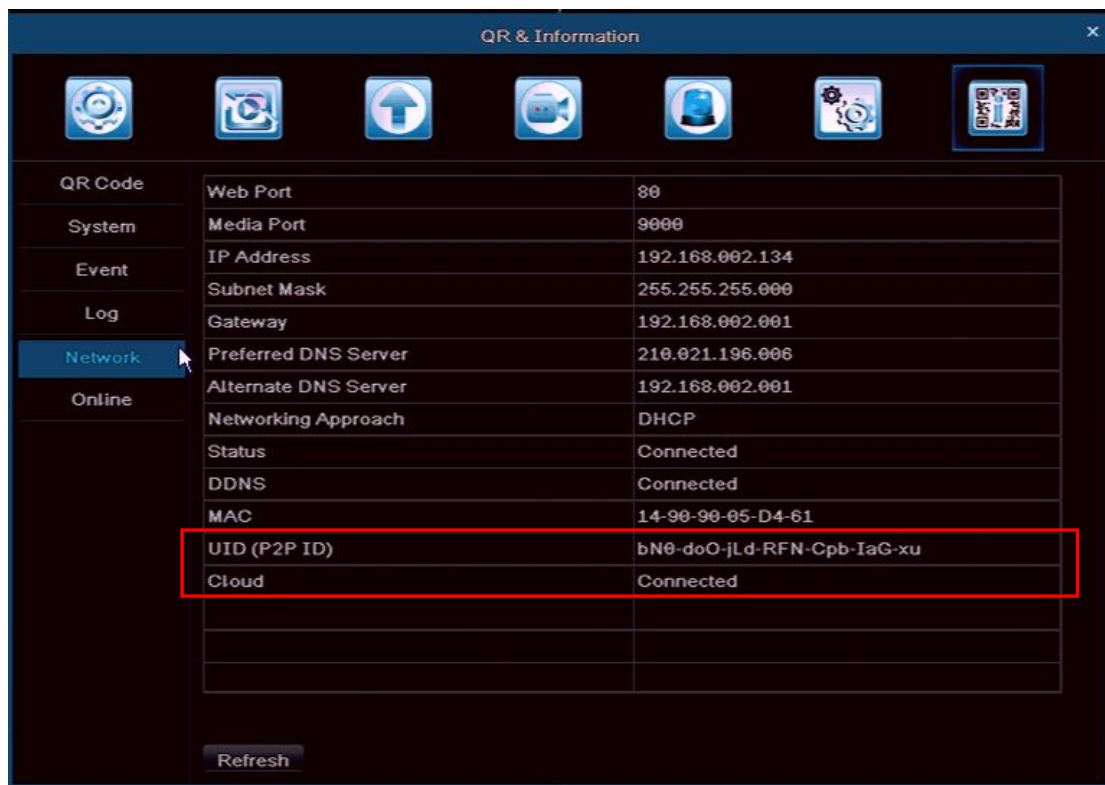 QR & Information
QR Code
System
Event
Log
Network
Online
Web Port 80
Media Port 9000
IP Address 192.168.002.134
Subnet Mask 255.255.255.000
Gateway 192.168.002.001
Preferred DNS Server 210.021.196.006
Alternate DNS Server 192.168.002.001
Networking Approach DHCP
Status Connected
DDNS Connected
MAC 14-90-90-05-D4-61
UID (P2P ID) bN0-doO-jLd-RFN-Cpb-IaG-xu
Cloud Connected
Refresh